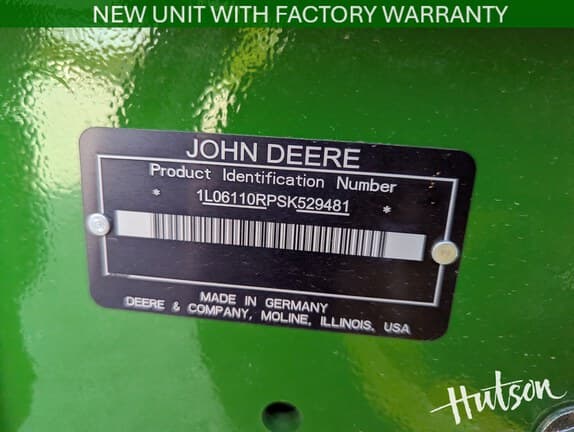 NEW UNIT WITH FACTORY WARRANTY
JOHN DEERE
Product Identification Number
* 1L06110RPSK529481 *
MADE IN GERMANY
DEERE & COMPANY, MOLINE, ILLINOIS, USA
Hutson